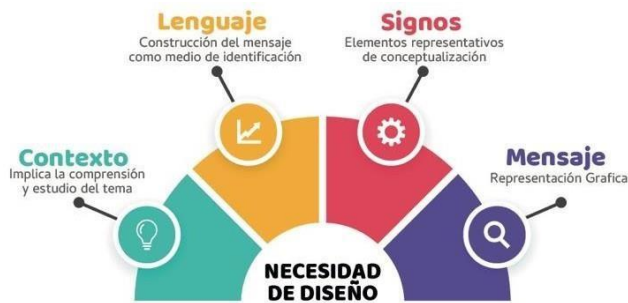 Lenguaje
Construcción del mensaje
como medio de identificación
Signos
Elementos representativos
de conceptualización
Contexto
Implica la comprensión
y estudio del tema
Mensaje
Representación Grafica
NECESIDAD
DE DISEÑO